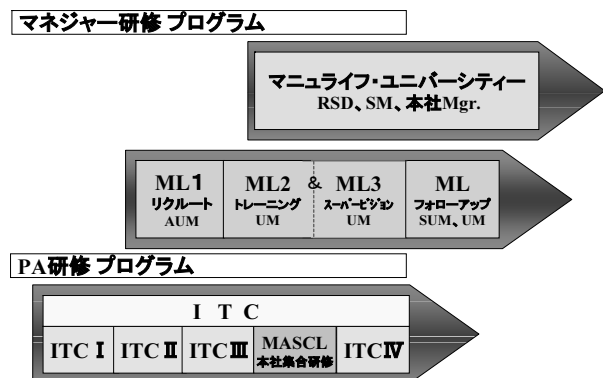 マネジャー研修 プログラム
マニュライフ・ユニバーシティー
RSD、SM、本社Mgr.
ML1 ML2 & ML3 ML
リクルート トレーニング スーパービジョン フォローアップ
AUM UM UM SUM、UM
PA研修 プログラム
I T C
ITC Ⅰ ITC Ⅱ ITC Ⅲ MASCL 本社集合研修 ITC Ⅳ